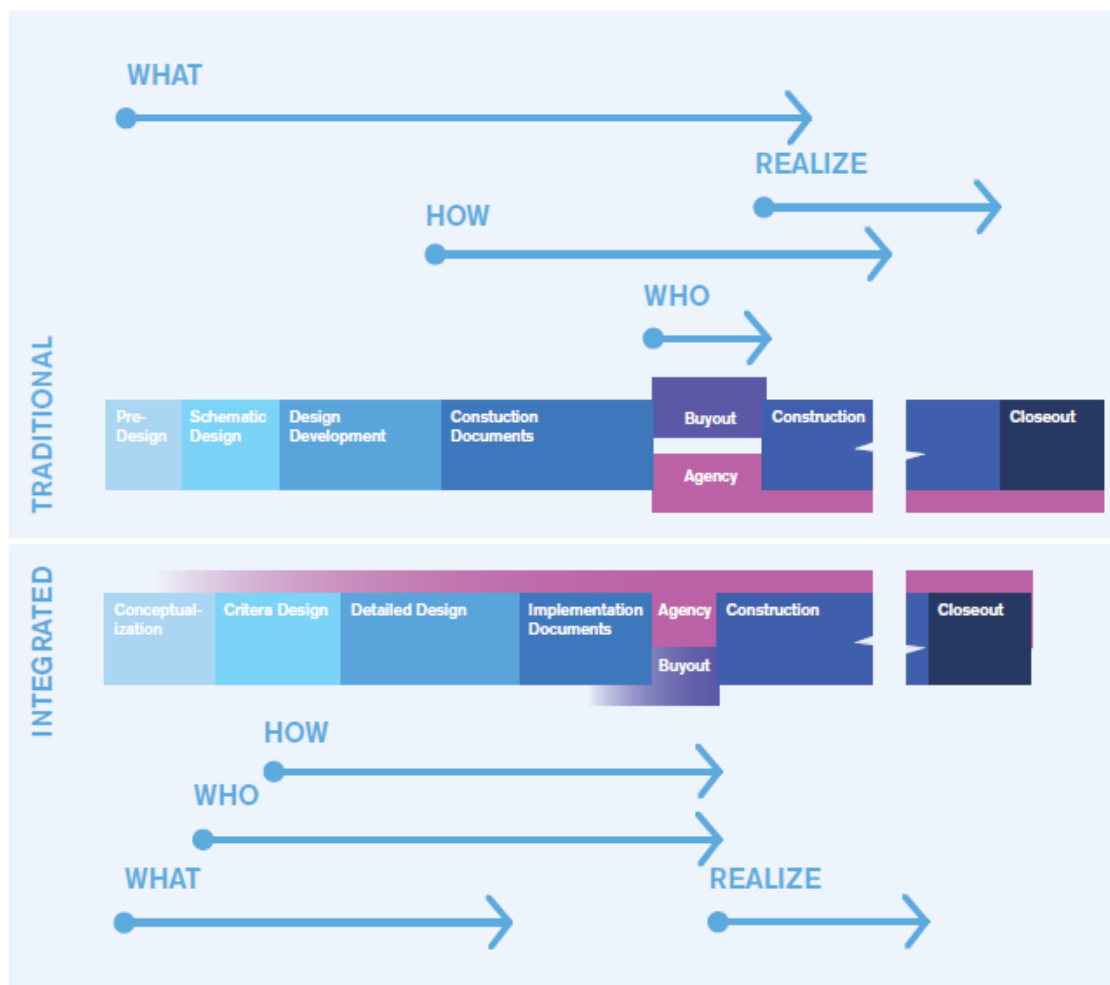 WHAT
REALIZE
HOW
WHO
TRADITIONAL
Pre-
Design
Schematic
Design
Design
Development
Constuction
Documents
Buyout
Agency
Construction
Closeout
INTEGRATED
Conceptual-
ization
Critera Design
Detailed Design
Implementation
Documents
Agency
Buyout
Construction
Closeout
HOW
WHO
WHAT
REALIZE